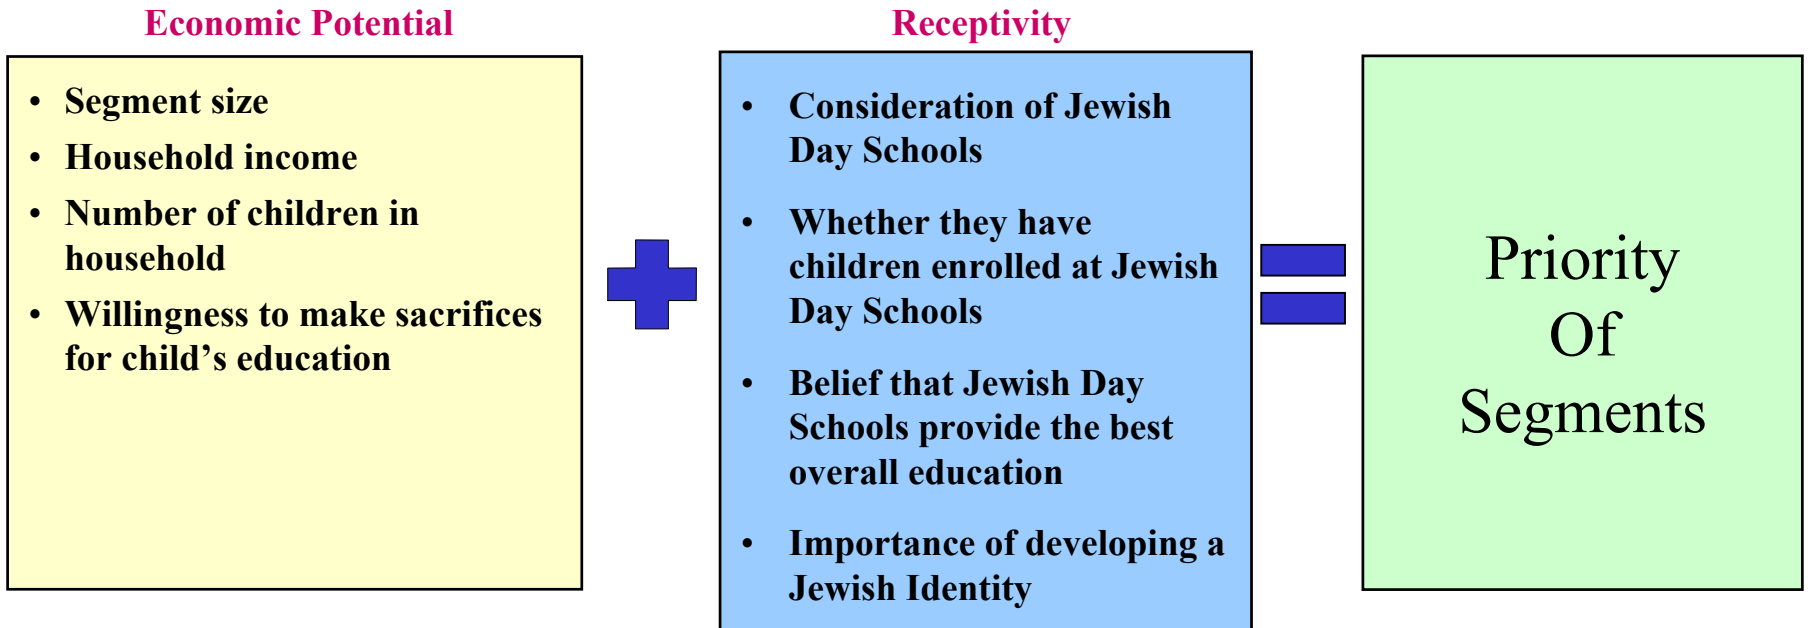 Economic Potential
• Segment size
• Household income
• Number of children in
household
• Willingness to make sacrifices
for child’s education
Receptivity
• Consideration of Jewish
Day Schools
• Whether they have
children enrolled at Jewish
Day Schools
• Belief that Jewish Day
Schools provide the best
overall education
• Importance of developing a
Jewish Identity
Priority
Of
Segments